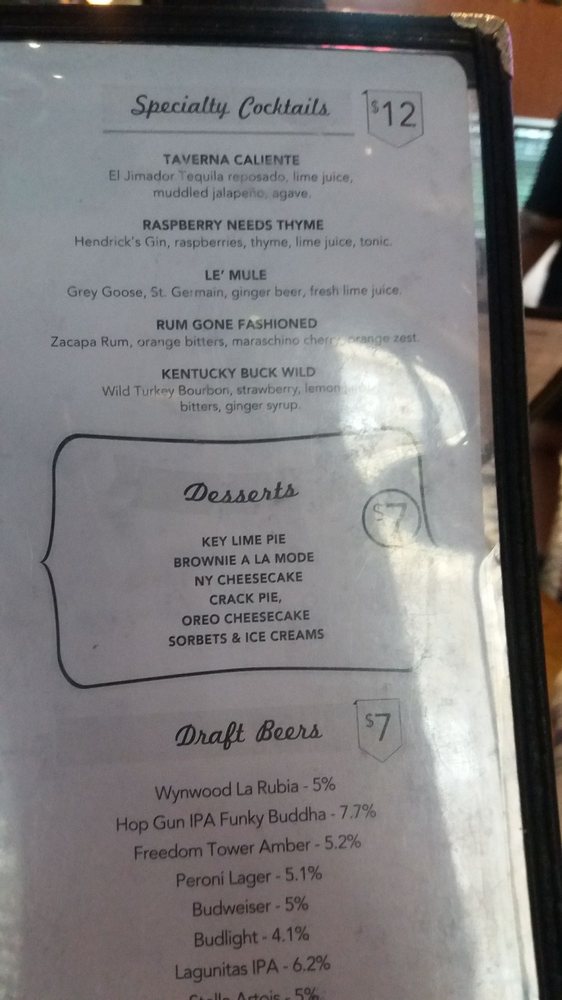 Specialty Cocktails $12
TAVERNA CALIENTE
El Jimador Tequila reposado, lime juice,
muddled jalapeño, agave.
RASPBERRY NEEDS THYME
Hendrick's Gin, raspberries, thyme, lime juice, tonic.
LE' MULE
Grey Goose, St. Germain, ginger beer, fresh lime juice.
RUM GONE FASHIONED
Zacapa Rum, orange bitters, maraschino cherry, orange zest.
KENTUCKY BUCK WILD
Wild Turkey Bourbon, strawberry, lemon
bitters, ginger syrup.
Desserts
$7
KEY LIME PIE
BROWNIE A LA MODE
NY CHEESECAKE
CRACK PIE,
OREO CHEESECAKE
SORBETS & ICE CREAMS
Draft Beers $7
Wynwood La Rubia - 5%
Hop Gun IPA Funky Buddha - 7.7%
Freedom Tower Amber - 5.2%
Peroni Lager - 5.1%
Budweiser - 5%
Budlight - 4.1%
Lagunitas IPA - 6.2%
Stella Artois - 5%